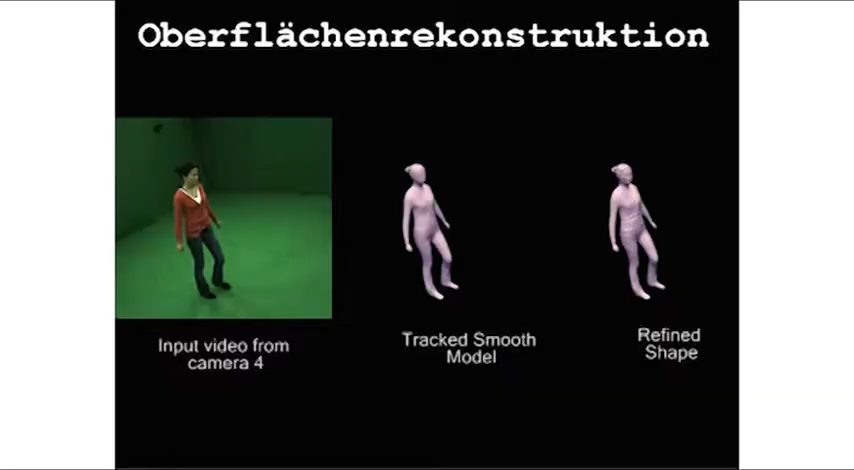 Oberflächenrekonstruktion
Input video from
camera 4
Tracked Smooth
Model
Refined
Shape